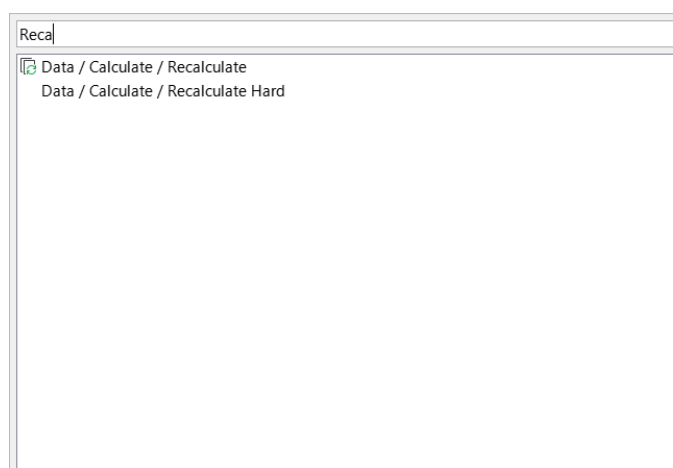 Reca
Data / Calculate / Recalculate
Data / Calculate / Recalculate Hard